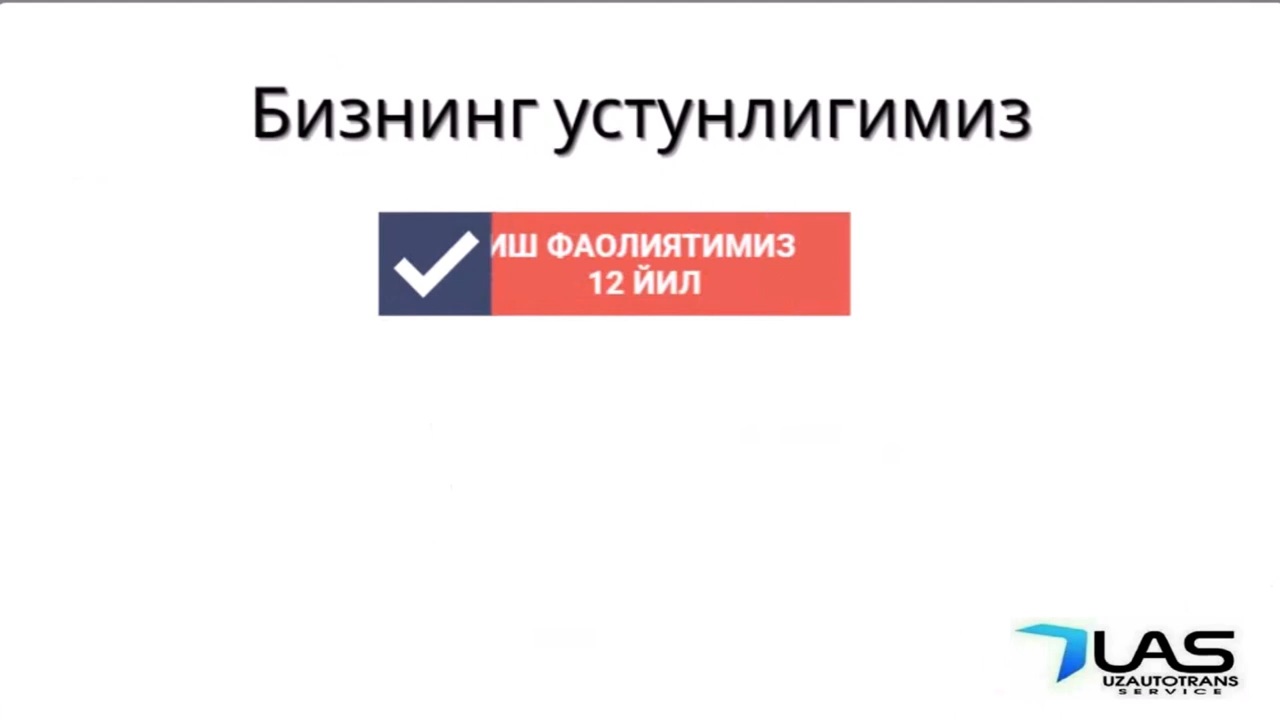 Бизнинг устунлигимиз
ИШ ФАОЛИЯТИМИЗ
12 ЙИЛ
UAS
UZAUTOTRANS
SERVICE